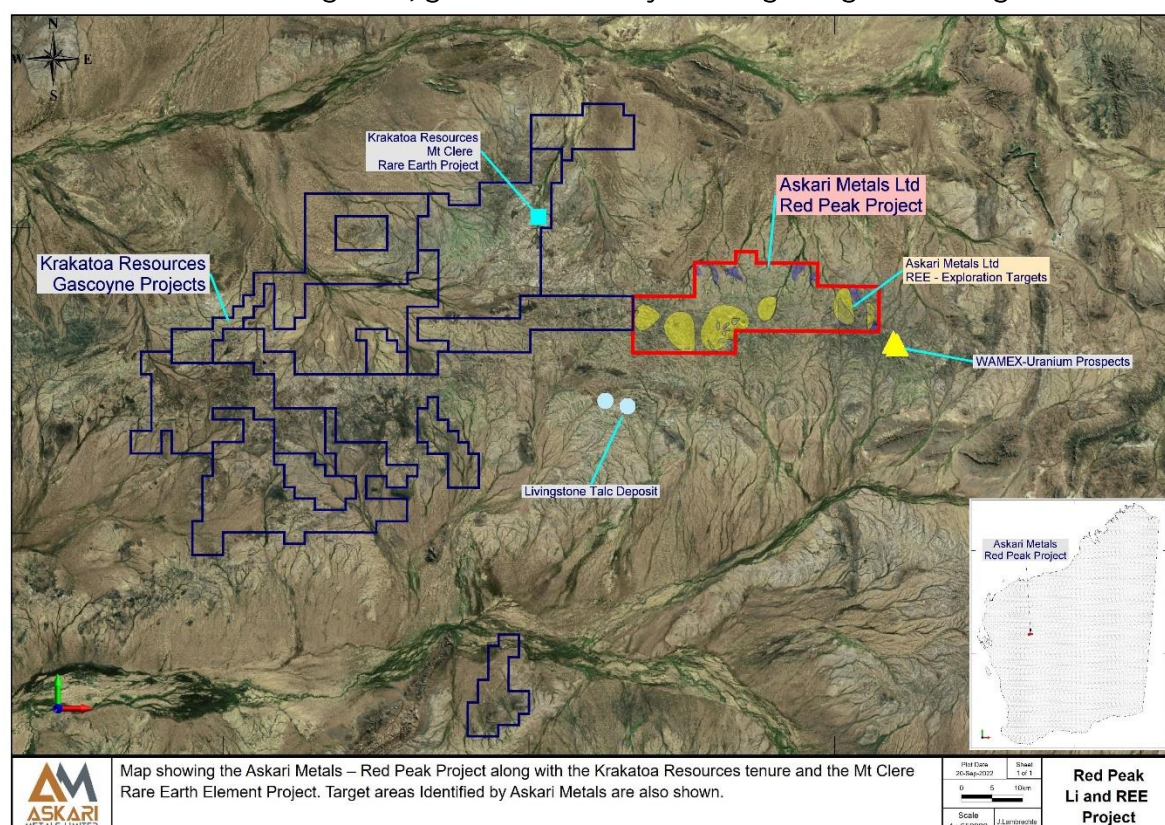 N
W E
S
Krakatoa Resources
Mt Clere
Rare Earth Project
Askari Metals Ltd
Red Peak Project
Krakatoa Resources
Gascoyne Projects
Askari Metals Ltd
REE - Exploration Targets
WAMEX-Uranium Prospects
Livingstone Talc Deposit
Askari Metals
Red Peak Project
AM
ASKARI
Map showing the Askari Metals – Red Peak Project along with the Krakatoa Resources tenure and the Mt Clere
Rare Earth Element Project. Target areas Identified by Askari Metals are also shown.
Plot Date
20-Sep-2022
Sheet
1 of 1
0 5 10km
Scale
Red Peak
Li and REE
Project